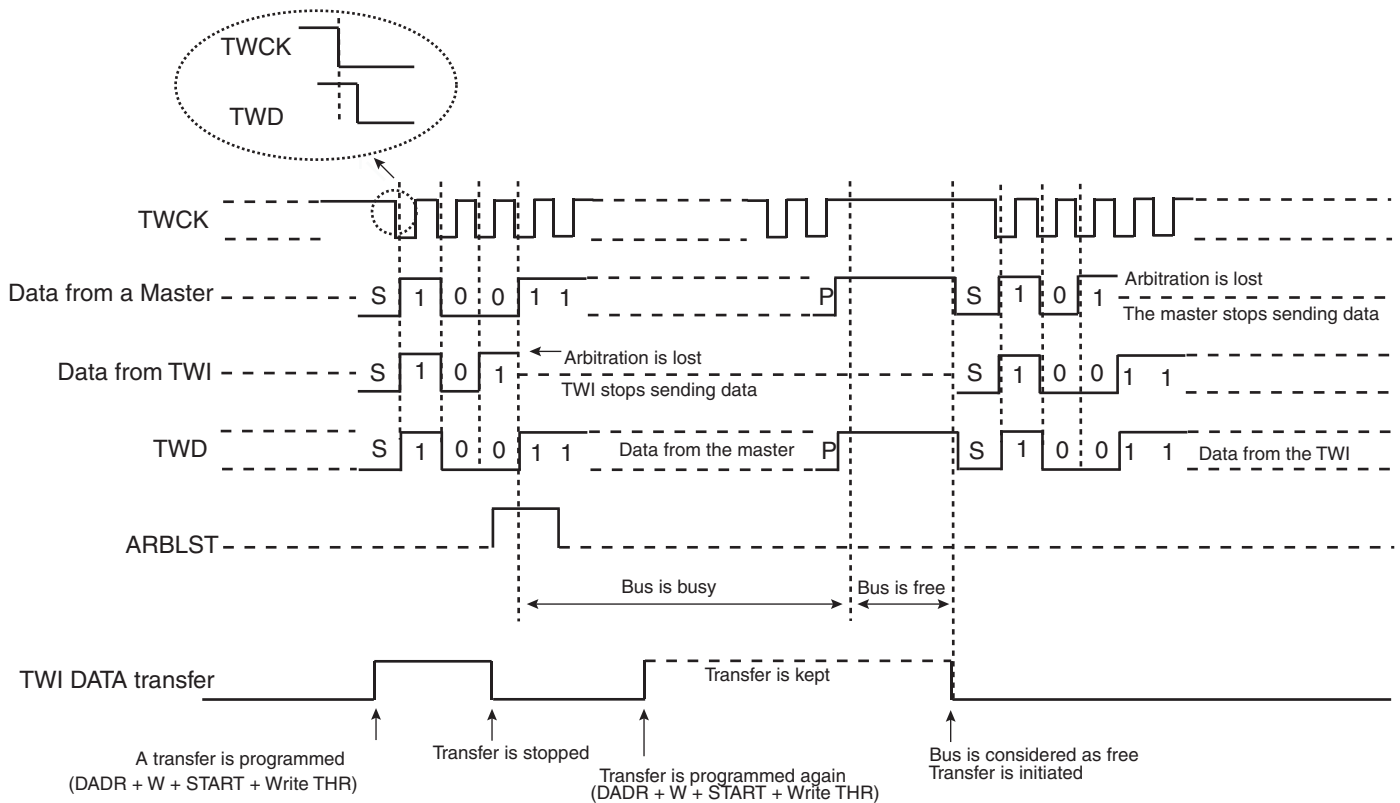 TWCK
TWD
TWCK
Data from a Master
S 1 0 0 1 1
P
S 1 0 1
Arbitration is lost
The master stops sending data
Data from TWI
S 1 0 1
Arbitration is lost
TWI stops sending data
S 1 0 0 1 1
TWD
S 1 0 0 1 1
Data from the master
P
S 1 0 0 1 1
Data from the TWI
ARBLST
Bus is busy
Bus is free
TWI DATA transfer
Transfer is kept
A transfer is programmed
(DADR + W + START + Write THR)
Transfer is stopped
Transfer is programmed again
(DADR + W + START + Write THR)
Bus is considered as free
Transfer is initiated